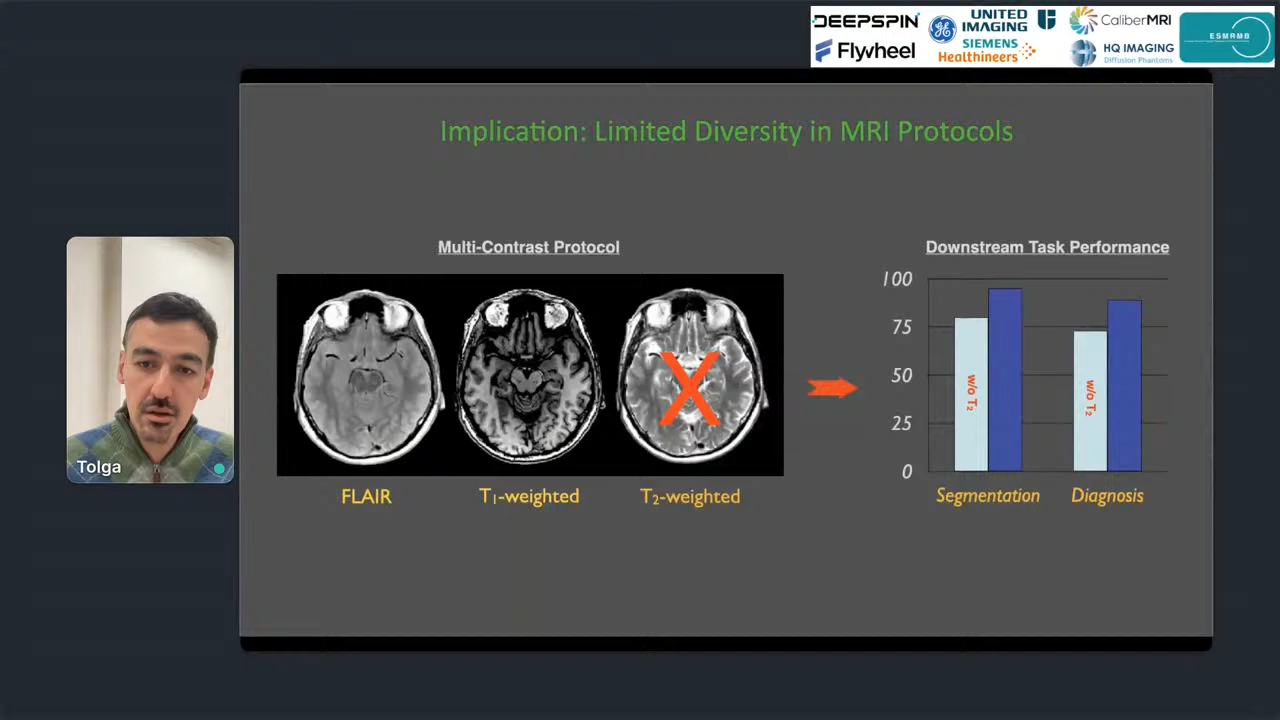 DEEPSPIN
UNITED
IMAGING
CaliberMRI
Flywheel
SIEMENS
Healthineers
HQ IMAGING
Diffusion Phantoms
ESMRMB
Implication: Limited Diversity in MRI Protocols
Multi-Contrast Protocol
Downstream Task Performance
100
75
50
25
0
w/o T₂
w/o T₂
X
FLAIR
T₁-weighted
T₂-weighted
Segmentation
Diagnosis
Tolga